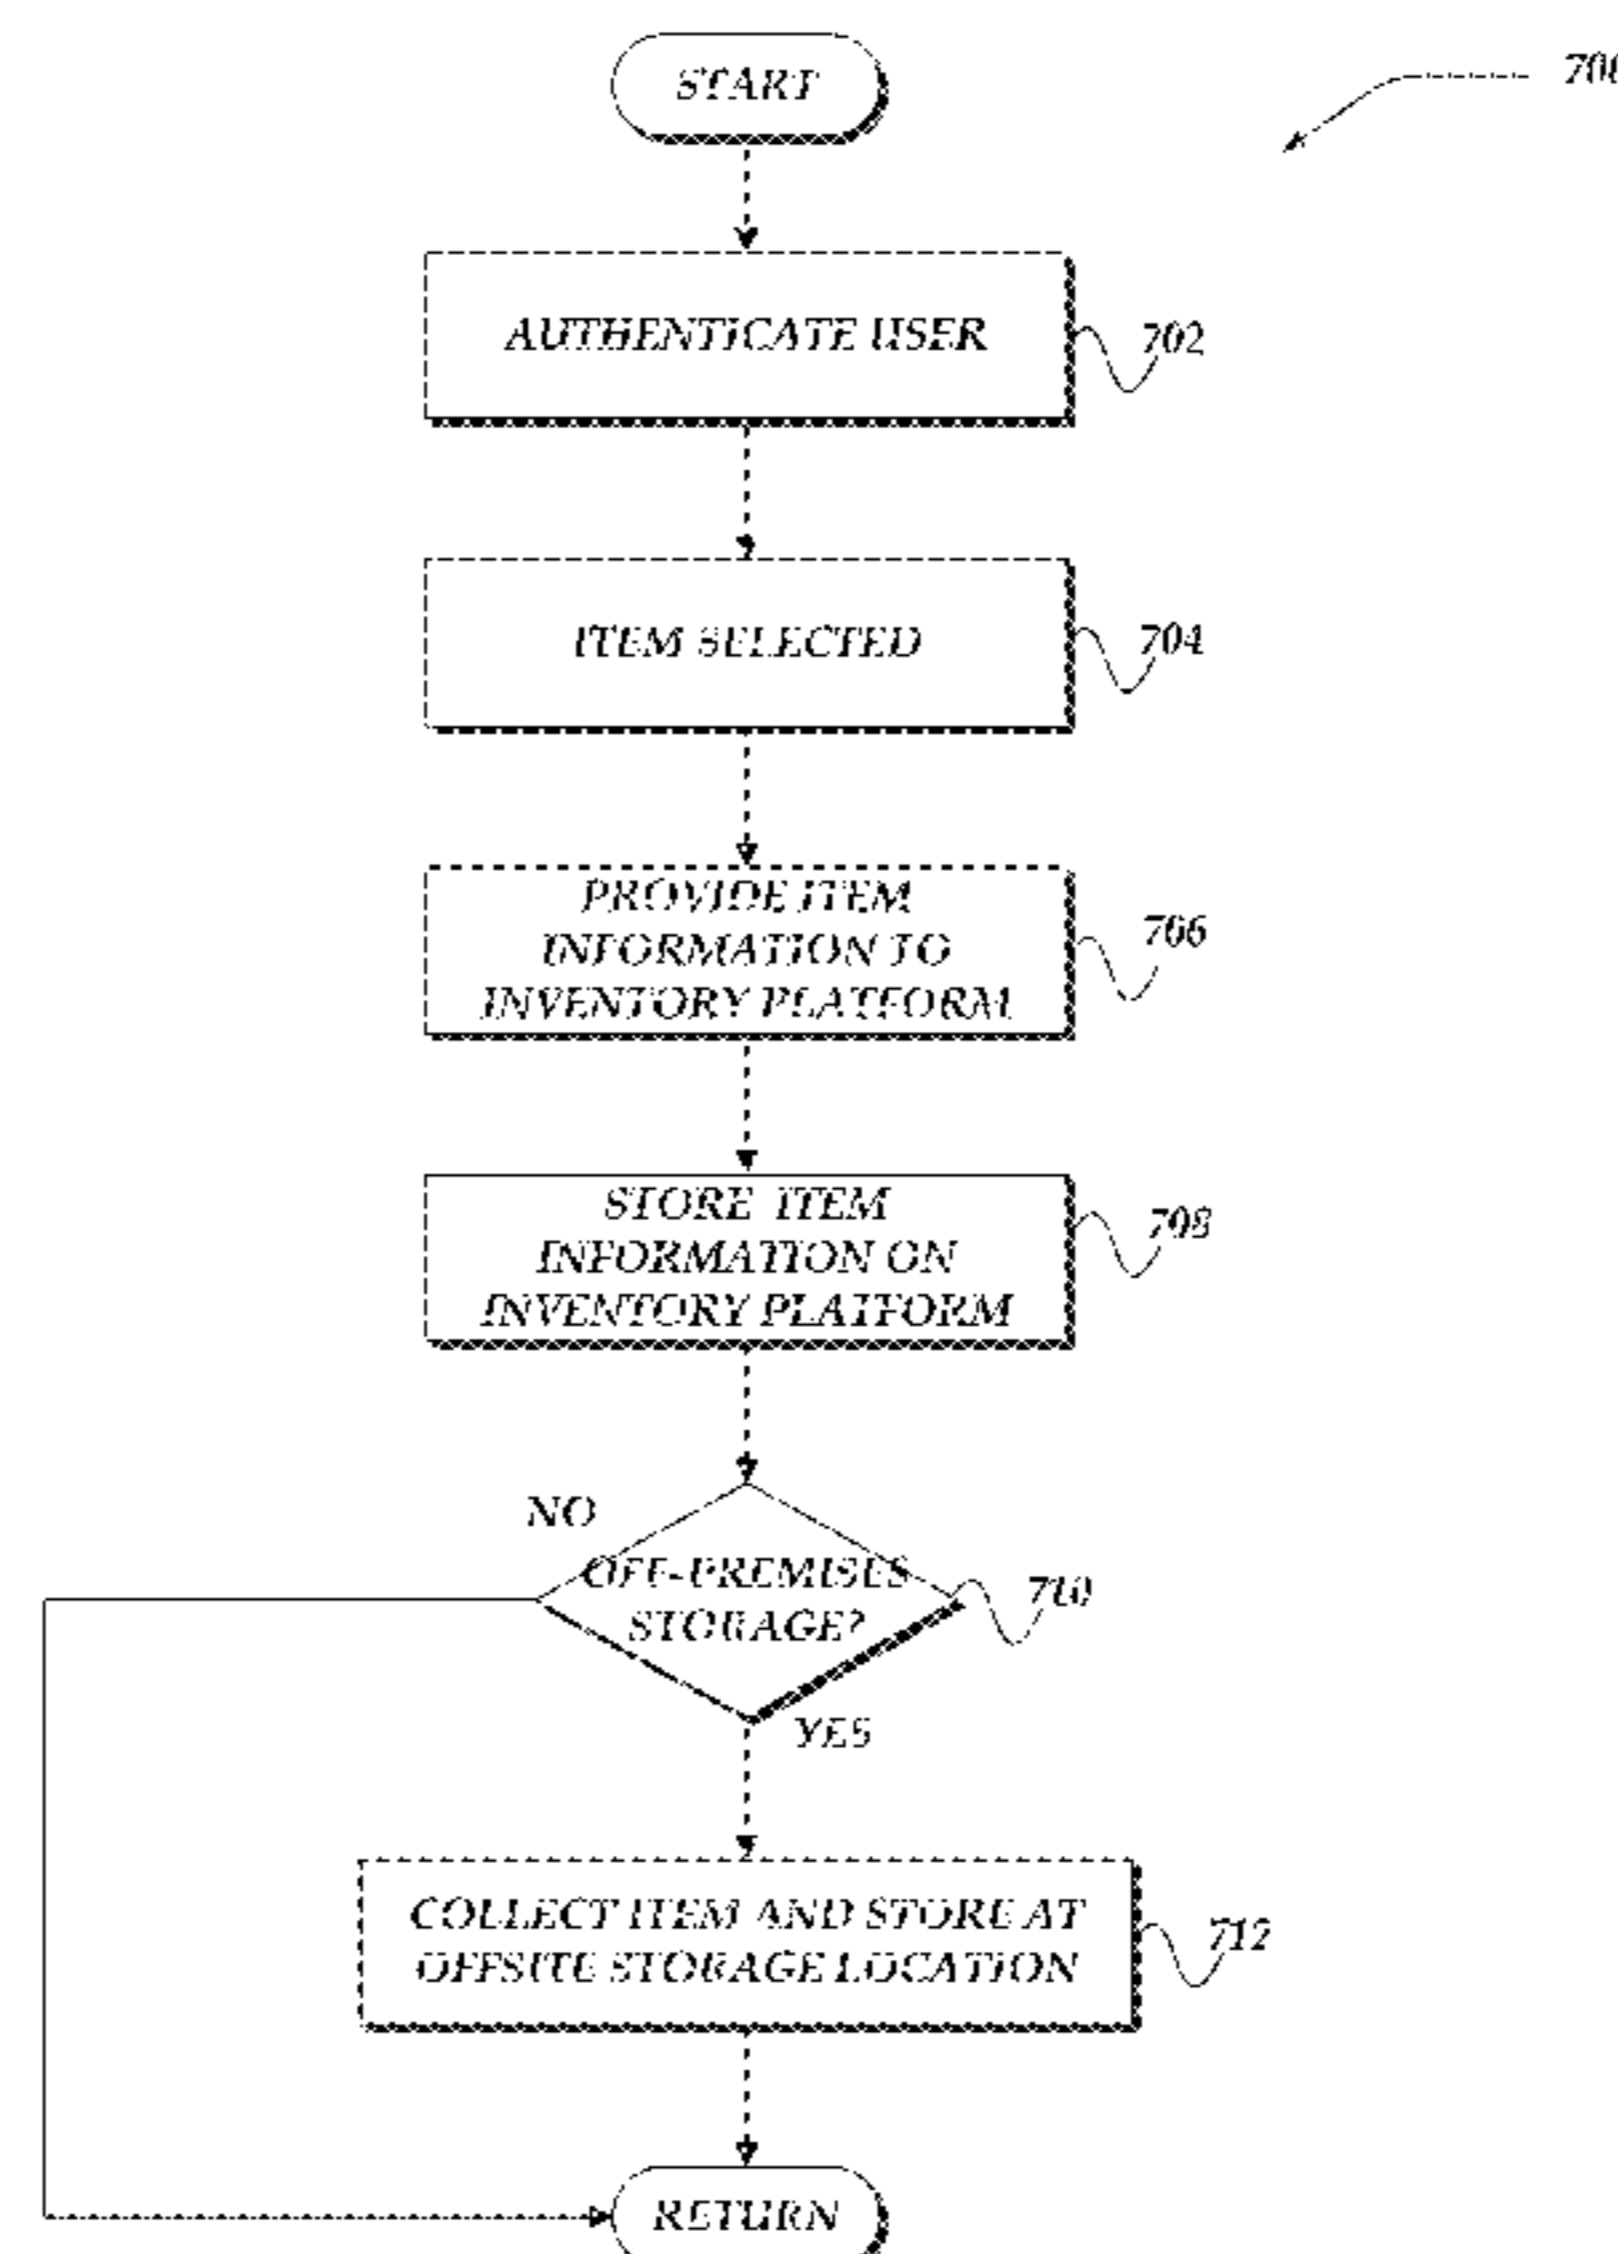 START
700
AUTHENTICATE USER
702
ITEM SELECTED
704
PROVIDE ITEM
INFORMATION TO
INVENTORY PLATFORM
706
STORE ITEM
INFORMATION ON
INVENTORY PLATFORM
708
NO
OFF-PREMISES
STORAGE?
710
YES
COLLECT ITEM AND STORE AT
OFFSITE STORAGE LOCATION
712
RETURN